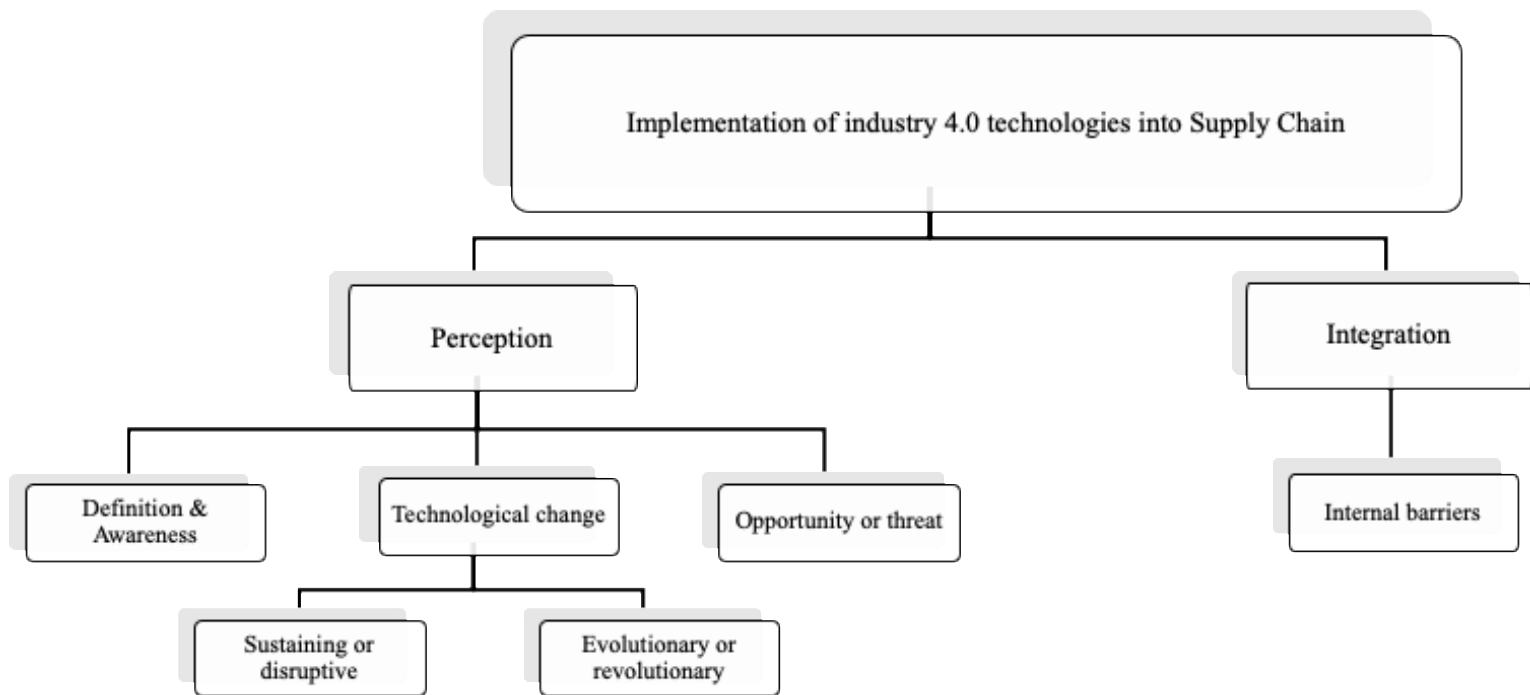 Implementation of industry 4.0 technologies into Supply Chain
Perception
Integration
Definition &
Awareness
Technological change
Opportunity or threat
Internal barriers
Sustaining or
disruptive
Evolutionary or
revolutionary